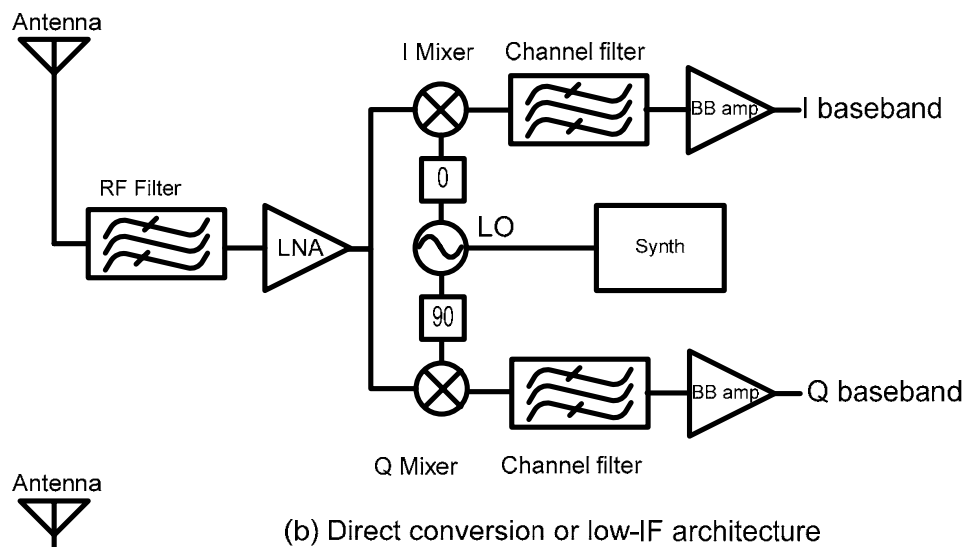 Antenna
I Mixer
Channel filter
BB amp
I baseband
0
RF Filter
LNA
LO
Synth
90
BB amp
Q baseband
Q Mixer
Channel filter
Antenna
(b) Direct conversion or low-IF architecture